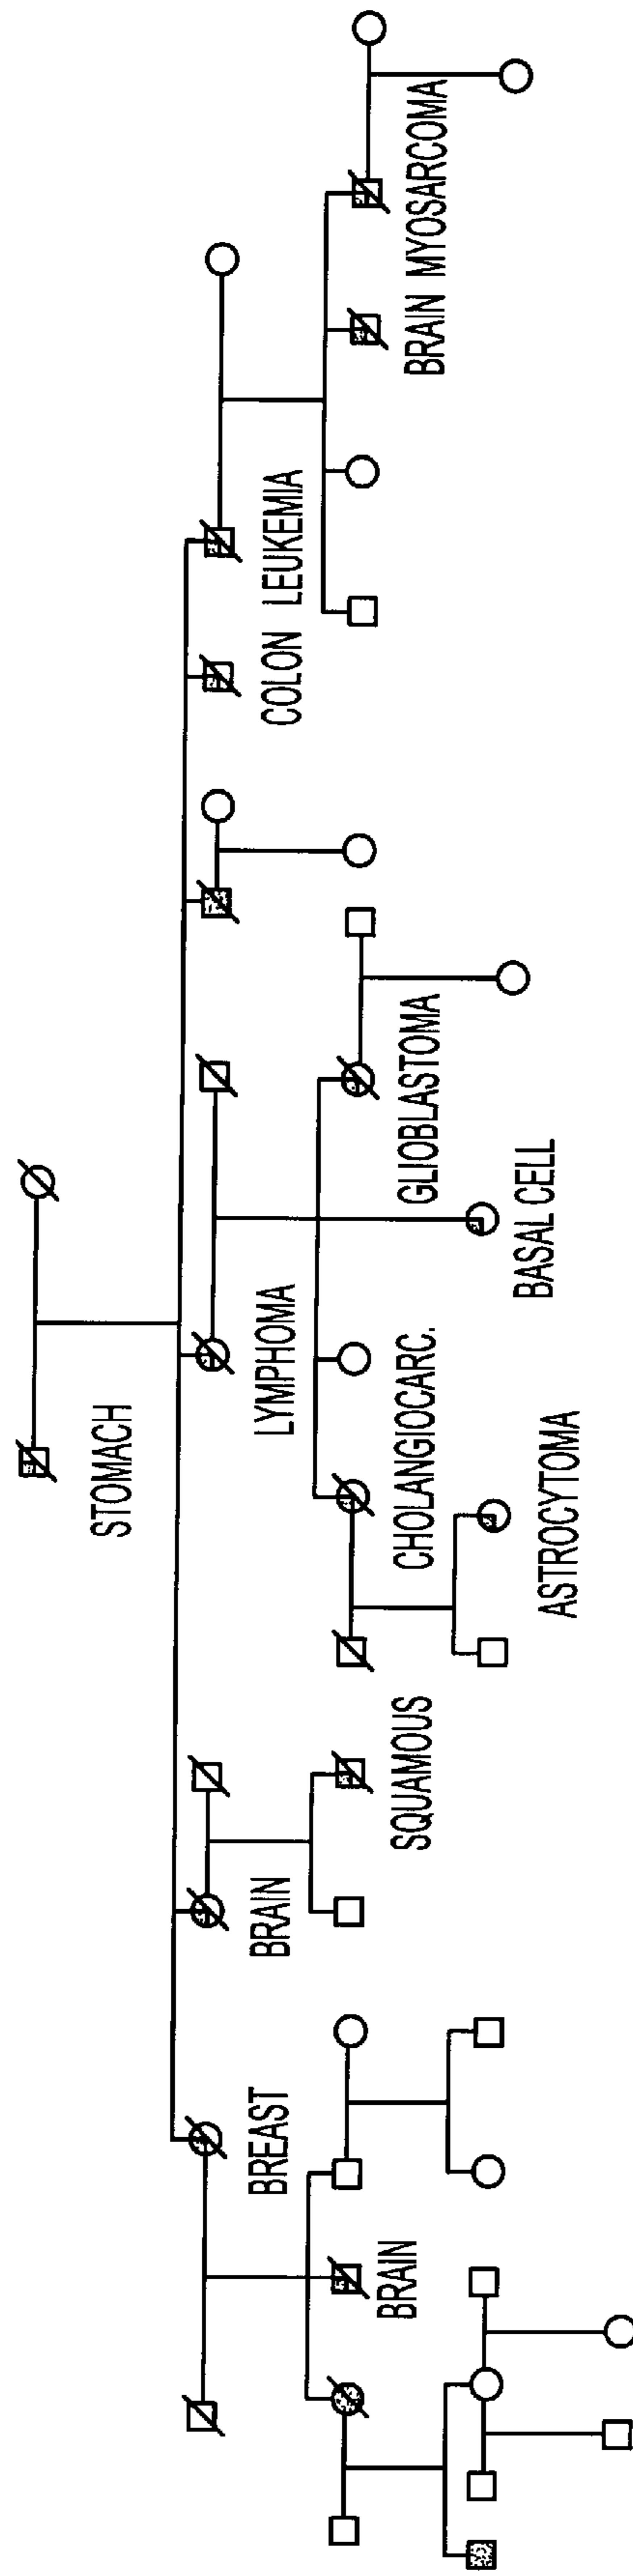 STOMACH
BREAST
BRAIN
LYMPHOMA
COLON LEUKEMIA
BRAIN
SQUAMOUS
CHOLANGIOCARC.
GLIOBLASTOMA
BRAIN MYOSARCOMA
ASTROCYTOMA
BASAL CELL